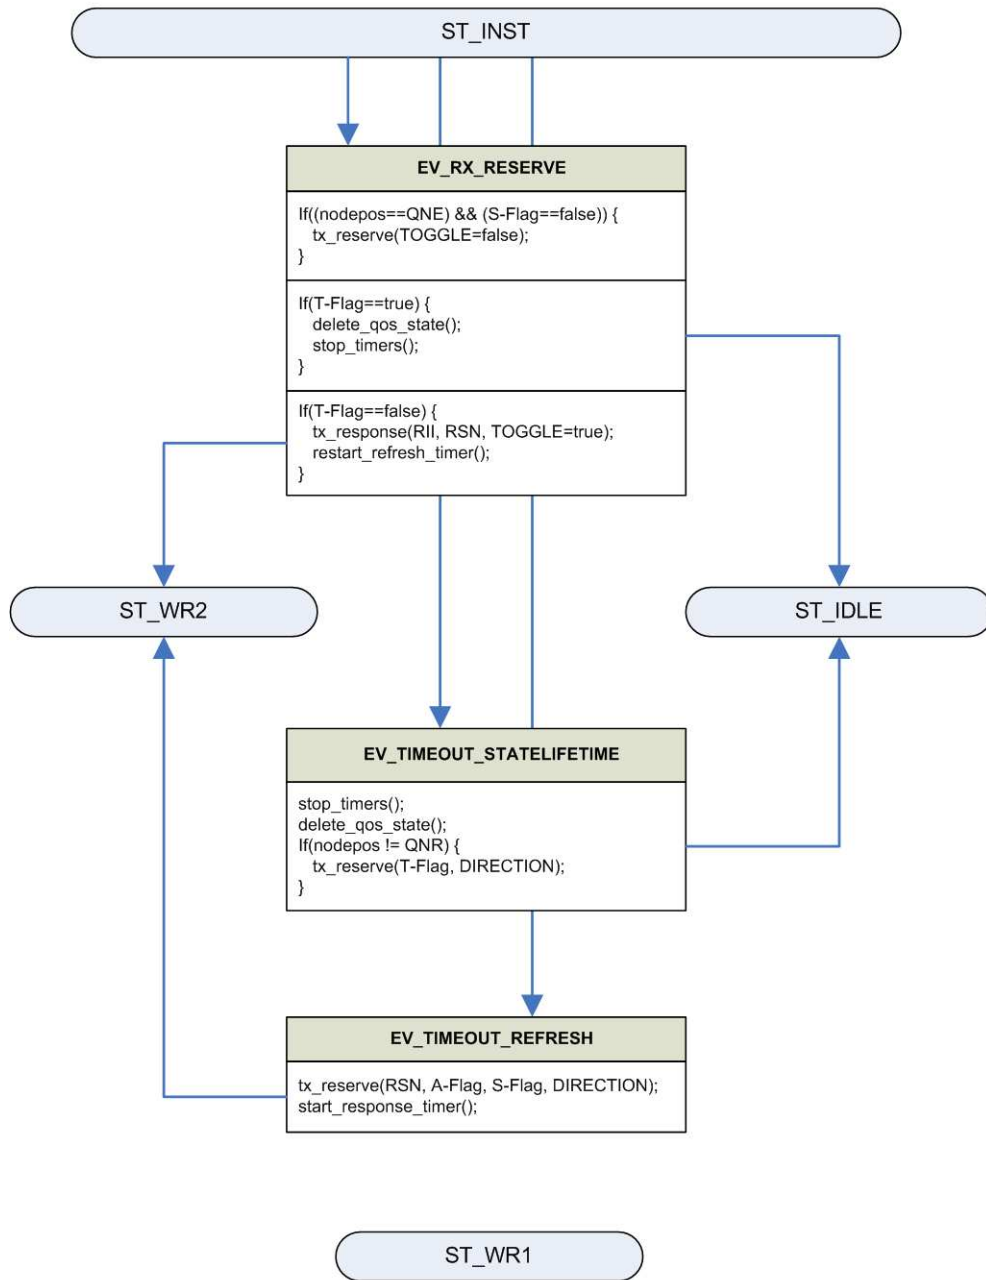 ST_INST
EV_RX_RESERVE
If((nodepos==QNE) && (S-Flag==false)) {
tx_reserve(TOGGLE=false);
}
If(T-Flag==true) {
delete_qos_state();
stop_timers();
}
If(T-Flag==false) {
tx_response(RII, RSN, TOGGLE=true);
restart_refresh_timer();
}
ST_WR2
ST_IDLE
EV_TIMEOUT_STATELIFETIME
stop_timers();
delete_qos_state();
If(nodepos != QNR) {
tx_reserve(T-Flag, DIRECTION);
}
EV_TIMEOUT_REFRESH
tx_reserve(RSN, A-Flag, S-Flag, DIRECTION);
start_response_timer();
ST_WR1